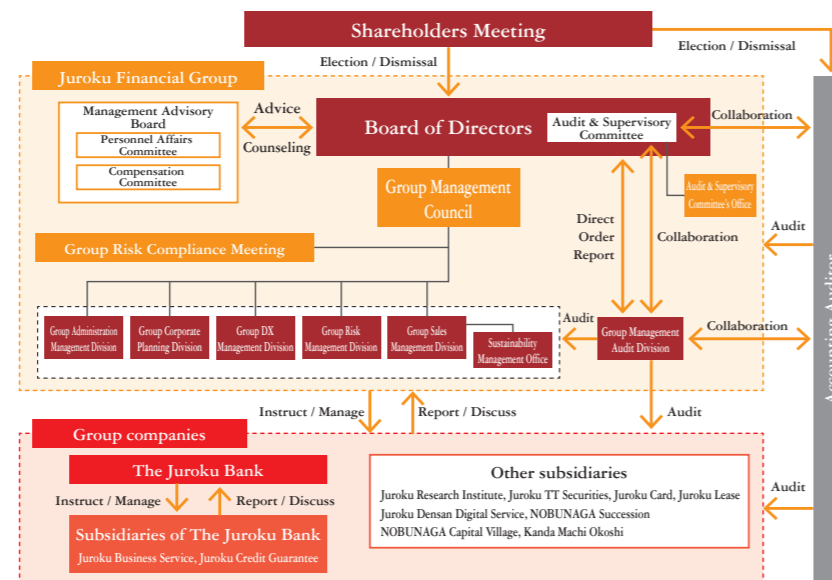 Shareholders Meeting
Election / Dismissal
Election / Dismissal
Juroku Financial Group
Management Advisory
Board
Personnel Affairs
Committee
Compensation
Committee
Advice
Counseling
Board of Directors
Audit & Supervisory
Committee
Collaboration
Audit & Supervisory
Committee's Office
Group Management
Council
Direct
Order
Report
Collaboration
Audit
Group Risk Compliance Meeting
Group Administration
Management Division
Group Corporate
Planning Division
Group DX
Management Division
Group Risk
Management Division
Group Sales
Management Division
Sustainability
Management Office
Audit
Group Management
Audit Division
Collaboration
Accounting Auditor
Instruct / Manage
Report / Discuss
Audit
Group companies
The Juroku Bank
Instruct / Manage
Report / Discuss
Subsidiaries of The Juroku Bank
Juroku Business Service, Juroku Credit Guarantee
Other subsidiaries
Juroku Research Institute, Juroku TT Securities, Juroku Card, Juroku Lease
Juroku Densan Digital Service, NOBUNAGA Succession
NOBUNAGA Capital Village, Kanda Machi Okoshi
Audit